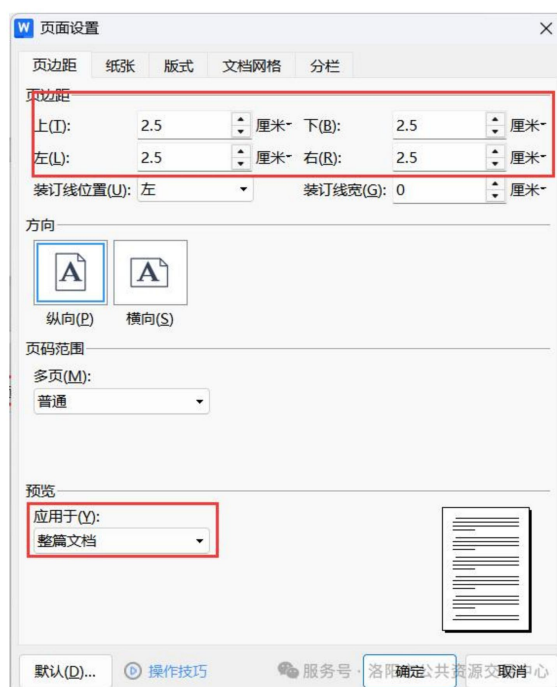 W 页面设置
页边距 纸张 版式 文档网格 分栏
页边距
上(T): 2.5 厘米 下(B): 2.5 厘米
左(L): 2.5 厘米 右(R): 2.5 厘米
装订线位置(U): 左 装订线宽(G): 0 厘米
方向
A A
纵向(P) 横向(S)
页码范围
多页(M):
普通
预览
应用于(Y):
整篇文档
默认(D)... 操作技巧 确定 取消
服务号·洛阳市公共资源交易中心